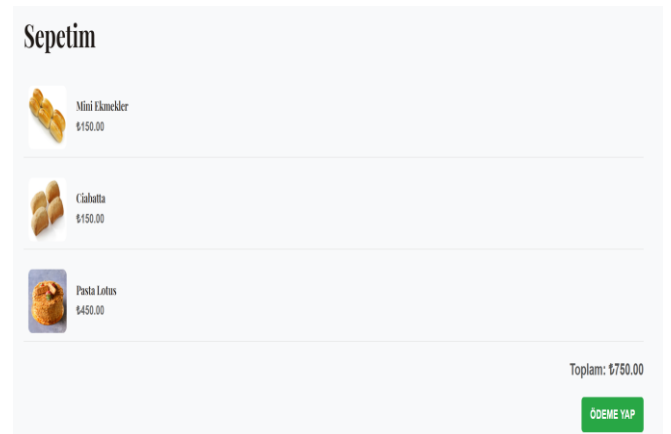 Sepetim
Mini Ekmekler
₺150.00
Ciabatta
₺150.00
Pasta Lotus
₺450.00
Toplam: ₺750.00
ÖDEME YAP